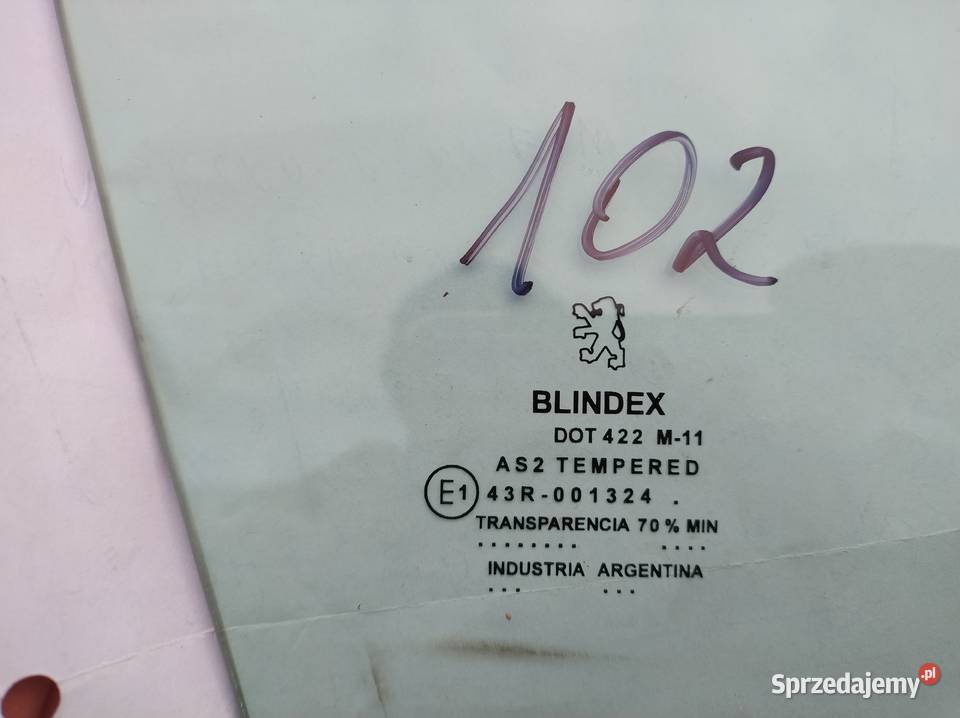 102
BLINDEX
DOT 422 M-11
AS2 TEMPERED
E1 43R-001324 .
TRANSPARENCIA 70% MIN
INDUSTRIA ARGENTINA
Sprzedajemy.pl